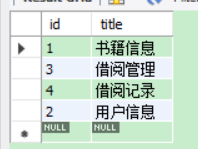 id title
1 书籍信息
3 借阅管理
4 借阅记录
2 用户信息
NULL NULL